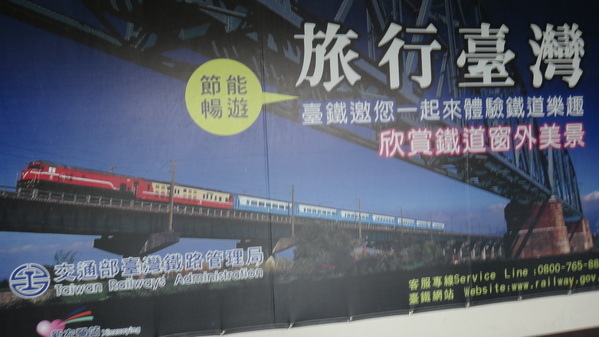 旅行臺灣
節能
暢遊
臺鐵邀您一起來體驗鐵道樂趣
欣賞鐵道窗外美景
交通部臺灣鐵路管理局
Taiwan Railways Administration
客服專線Service Line:0800-765-88
臺鐵網站 Website:www.railway.gov.